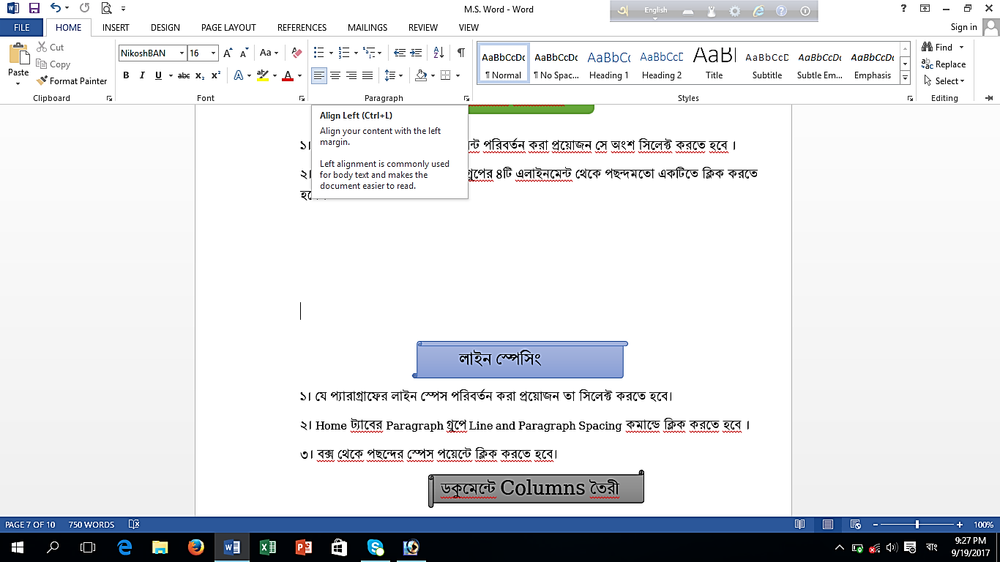 M.S. Word - Word
English
Sign in
FILE HOME INSERT DESIGN PAGE LAYOUT REFERENCES MAILINGS REVIEW VIEW
Paste
Cut
Copy
Format Painter
Clipboard
NikoshBAN 16
Font
Paragraph
AaBbCcDc AaBbCcDc AaBbCc AaBbCcD AaB AaBbCcD AaBbCcDc AaBbCcDc
¶ Normal ¶ No Spac... Heading 1 Heading 2 Title Subtitle Subtle Em... Emphasis
Styles
Find
Replace
Select
Editing
Align Left (Ctrl+L)
Align your content with the left
margin.
Left alignment is commonly used
for body text and makes the
document easier to read.
১। পরিবর্তন করা প্রয়োজন সে অংশ সিলেক্ট করতে হবে ।
২। গ্রুপের ৪টি এলাইনমেন্ট থেকে পছন্দমতো একটিতে ক্লিক করতে
লাইন স্পেসিং
১। যে প্যারাগ্রাফের লাইন স্পেস পরিবর্তন করা প্রয়োজন তা সিলেক্ট করতে হবে।
২। Home ট্যাবের Paragraph গ্রুপে Line and Paragraph Spacing কমান্ডে ক্লিক করতে হবে ।
৩। বক্স থেকে পছন্দের স্পেস পয়েন্টে ক্লিক করতে হবে।
ডকুমেন্টে Columns তৈরী
PAGE 7 OF 10 750 WORDS 100%
বাং
9:27 PM
9/19/2017